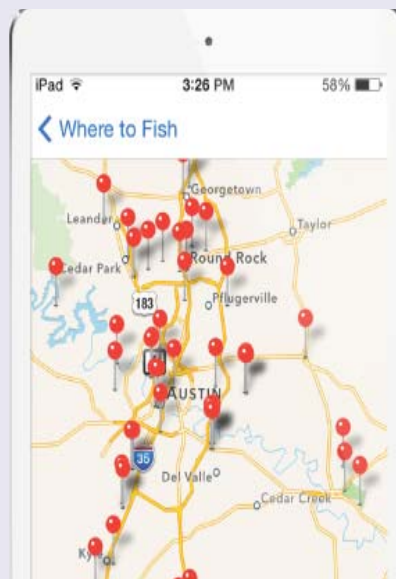 iPad 3:26 PM 58%
Where to Fish
Georgetown
Leander
Taylor
Cedar Park
Round Rock
183
Pflugerville
AUSTIN
35
Del Valle
Cedar Creek
Kyle